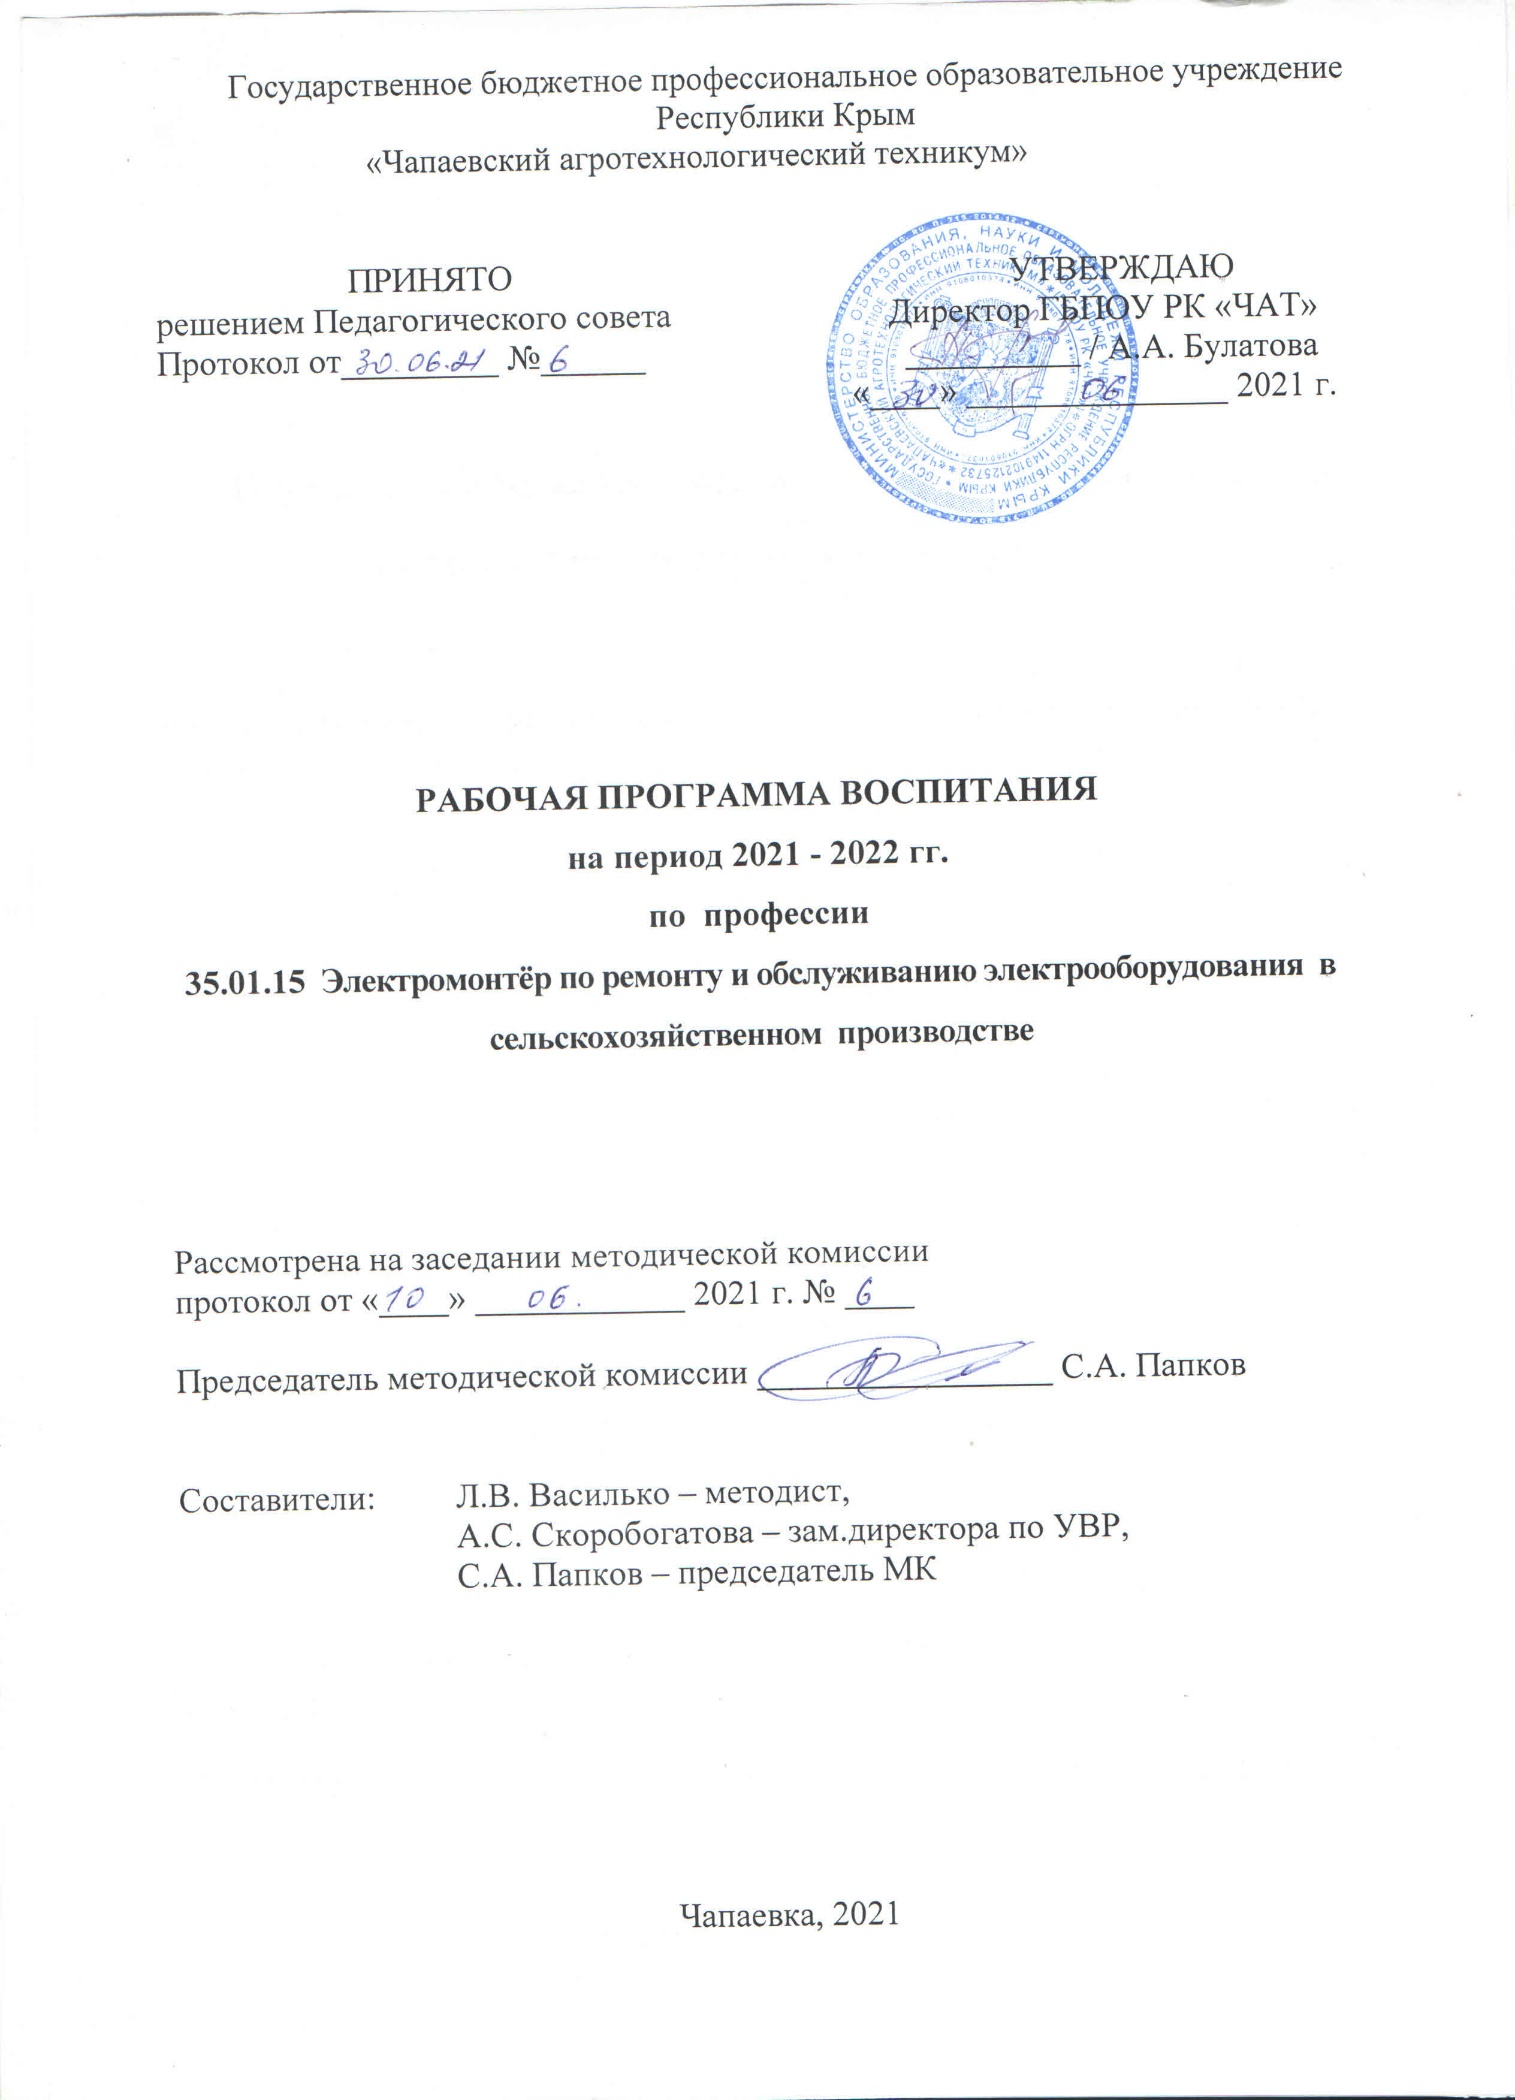 Государственное бюджетное профессиональное образовательное учреждение
Республики Крым
«Чапаевский агротехнологический техникум»
ПРИНЯТО
решением Педагогического совета
Протокол от 30.06.21 № 6
УТВЕРЖДАЮ
Директор ГБПОУ РК «ЧАТ»
/ А.А. Булатова
«30» 06 2021 г.
РАБОЧАЯ ПРОГРАММА ВОСПИТАНИЯ
на период 2021 - 2022 гг.
по профессии
35.01.15 Электромонтёр по ремонту и обслуживанию электрооборудования в
сельскохозяйственном производстве
Рассмотрена на заседании методической комиссии
протокол от «10» 06. 2021 г. № 6
Председатель методической комиссии С.А. Папков
Составители: Л.В. Василько – методист,
А.С. Скоробогатова – зам.директора по УВР,
С.А. Папков – председатель МК
Чапаевка, 2021